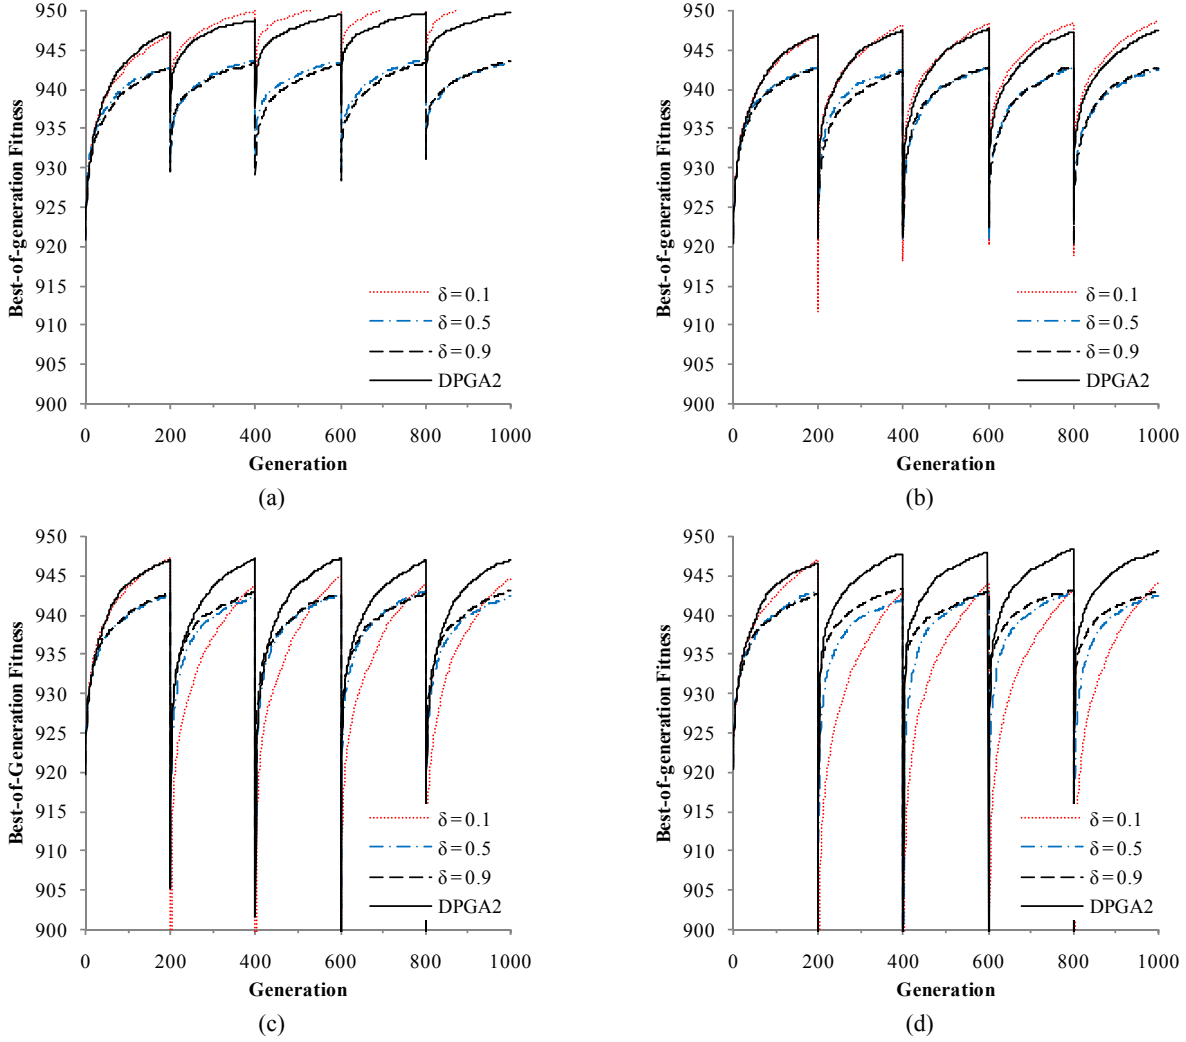 Best-of-generation Fitness
950
945
940
935
930
925
920
915
910
905
900
0 200 400 600 800 1000
Generation
δ = 0.1
δ = 0.5
δ = 0.9
DPGA2
(a)
Best-of-generation Fitness
950
945
940
935
930
925
920
915
910
905
900
0 200 400 600 800 1000
Generation
δ = 0.1
δ = 0.5
δ = 0.9
DPGA2
(b)
Best-of-Generation Fitness
950
945
940
935
930
925
920
915
910
905
900
0 200 400 600 800 1000
Generation
δ = 0.1
δ = 0.5
δ = 0.9
DPGA2
(c)
Best-of-generation Fitness
950
945
940
935
930
925
920
915
910
905
900
0 200 400 600 800 1000
Generation
δ = 0.1
δ = 0.5
δ = 0.9
DPGA2
(d)